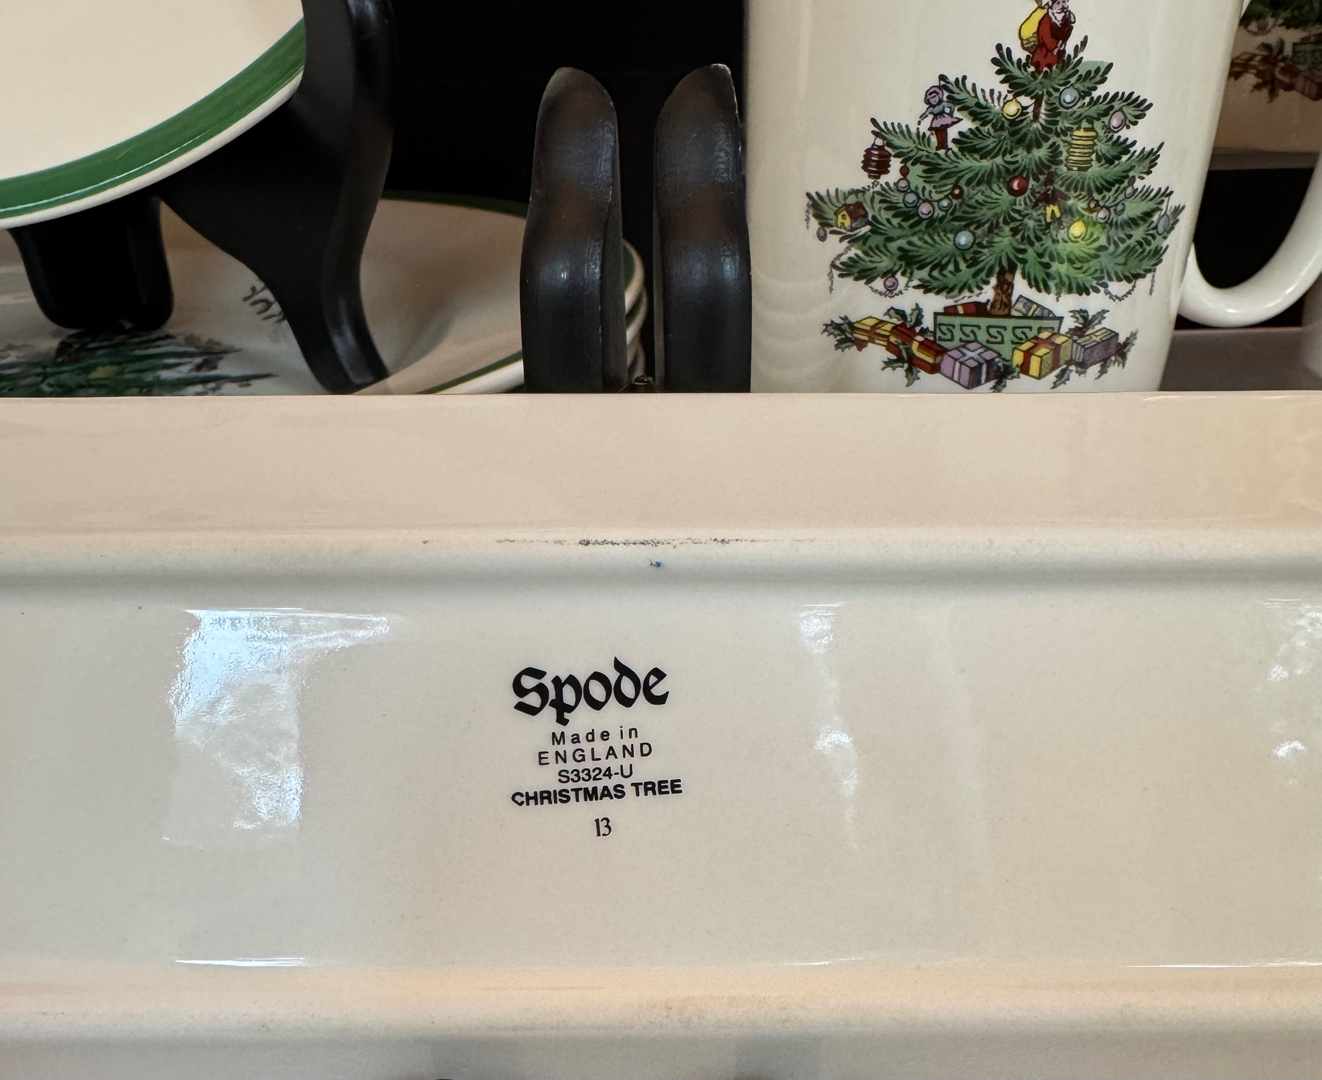 Spode
Made in
ENGLAND
S3324-U
CHRISTMAS TREE
13